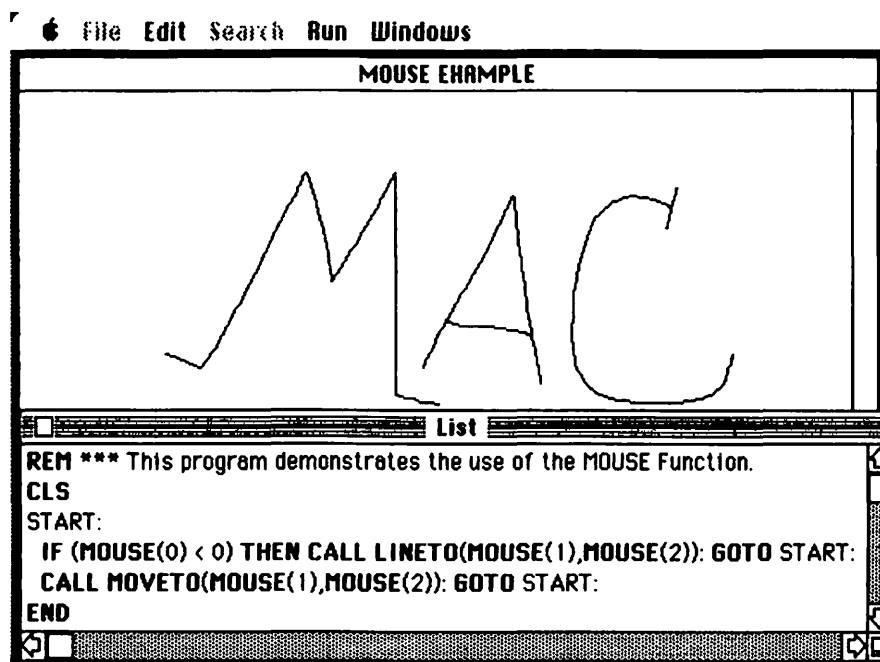 File Edit Search Run Windows
MOUSE EXAMPLE
MAC
List
REM *** This program demonstrates the use of the MOUSE Function.
CLS
START:
IF (MOUSE(0) < 0) THEN CALL LINETO(MOUSE(1),MOUSE(2)): GOTO START:
CALL MOVETO(MOUSE(1),MOUSE(2)): GOTO START:
END